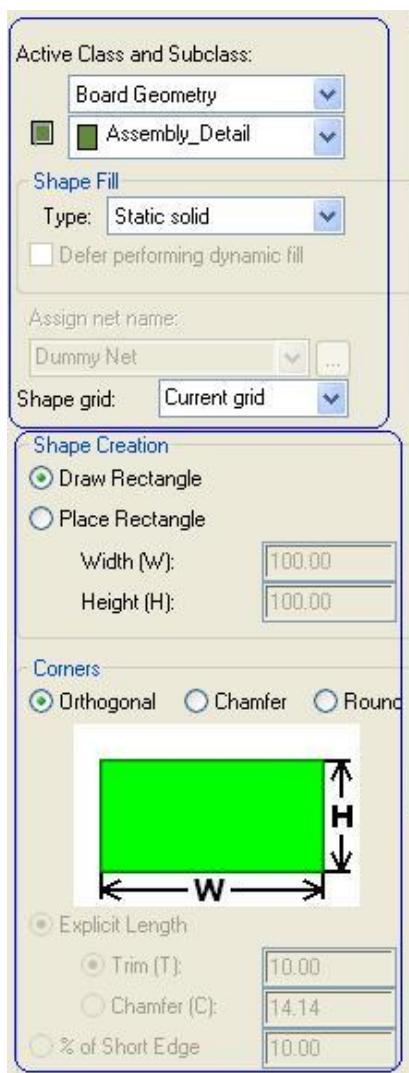 Active Class and Subclass:
Board Geometry
Assembly_Detail
Shape Fill
Type: Static solid
Defer performing dynamic fill
Assign net name:
Dummy Net ...
Shape grid: Current grid
Shape Creation
Draw Rectangle
Place Rectangle
Width (W): 100.00
Height (H): 100.00
Corners
Orthogonal Chamfer Round
H
W
Explicit Length
Trim (T): 10.00
Chamfer (C): 14.14
% of Short Edge 10.00